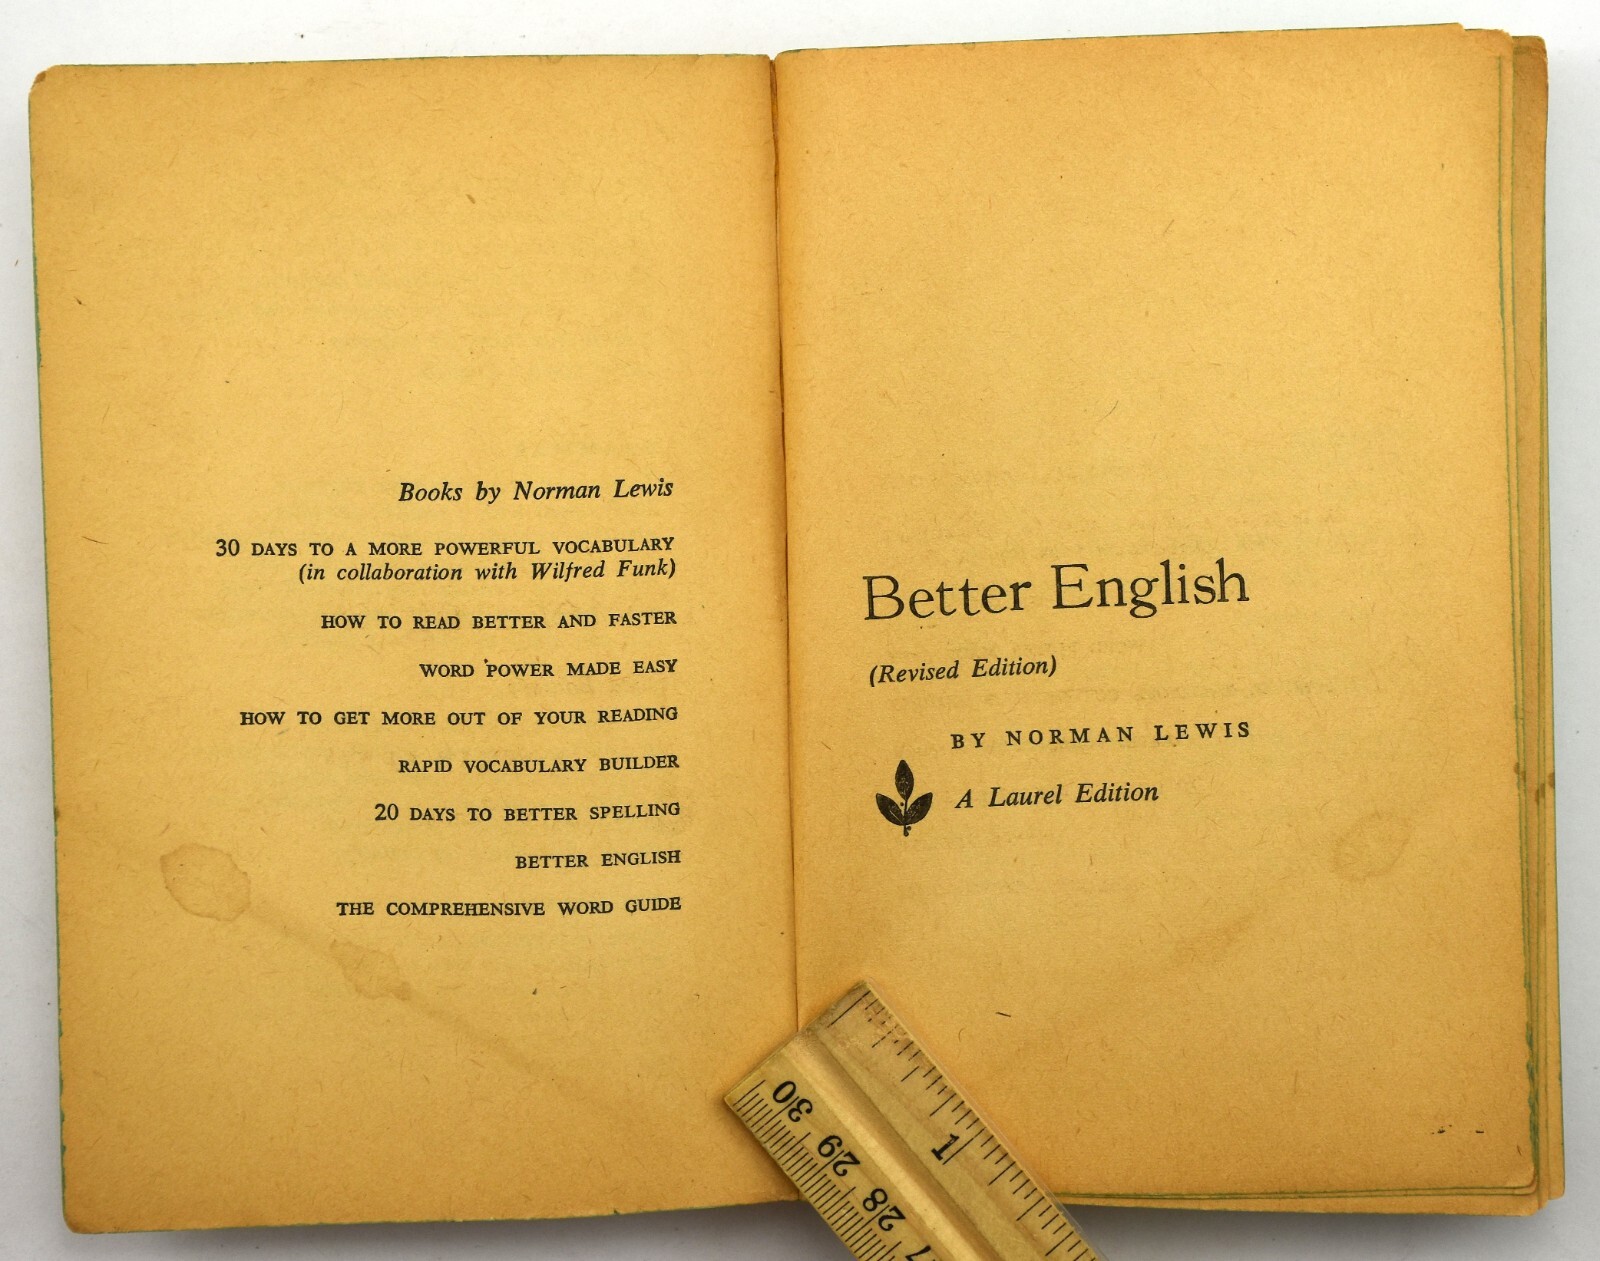 Books by Norman Lewis
30 DAYS TO A MORE POWERFUL VOCABULARY
(in collaboration with Wilfred Funk)
HOW TO READ BETTER AND FASTER
WORD POWER MADE EASY
HOW TO GET MORE OUT OF YOUR READING
RAPID VOCABULARY BUILDER
20 DAYS TO BETTER SPELLING
BETTER ENGLISH
THE COMPREHENSIVE WORD GUIDE
Better English
(Revised Edition)
BY NORMAN LEWIS
A Laurel Edition
1
30
29
28
7